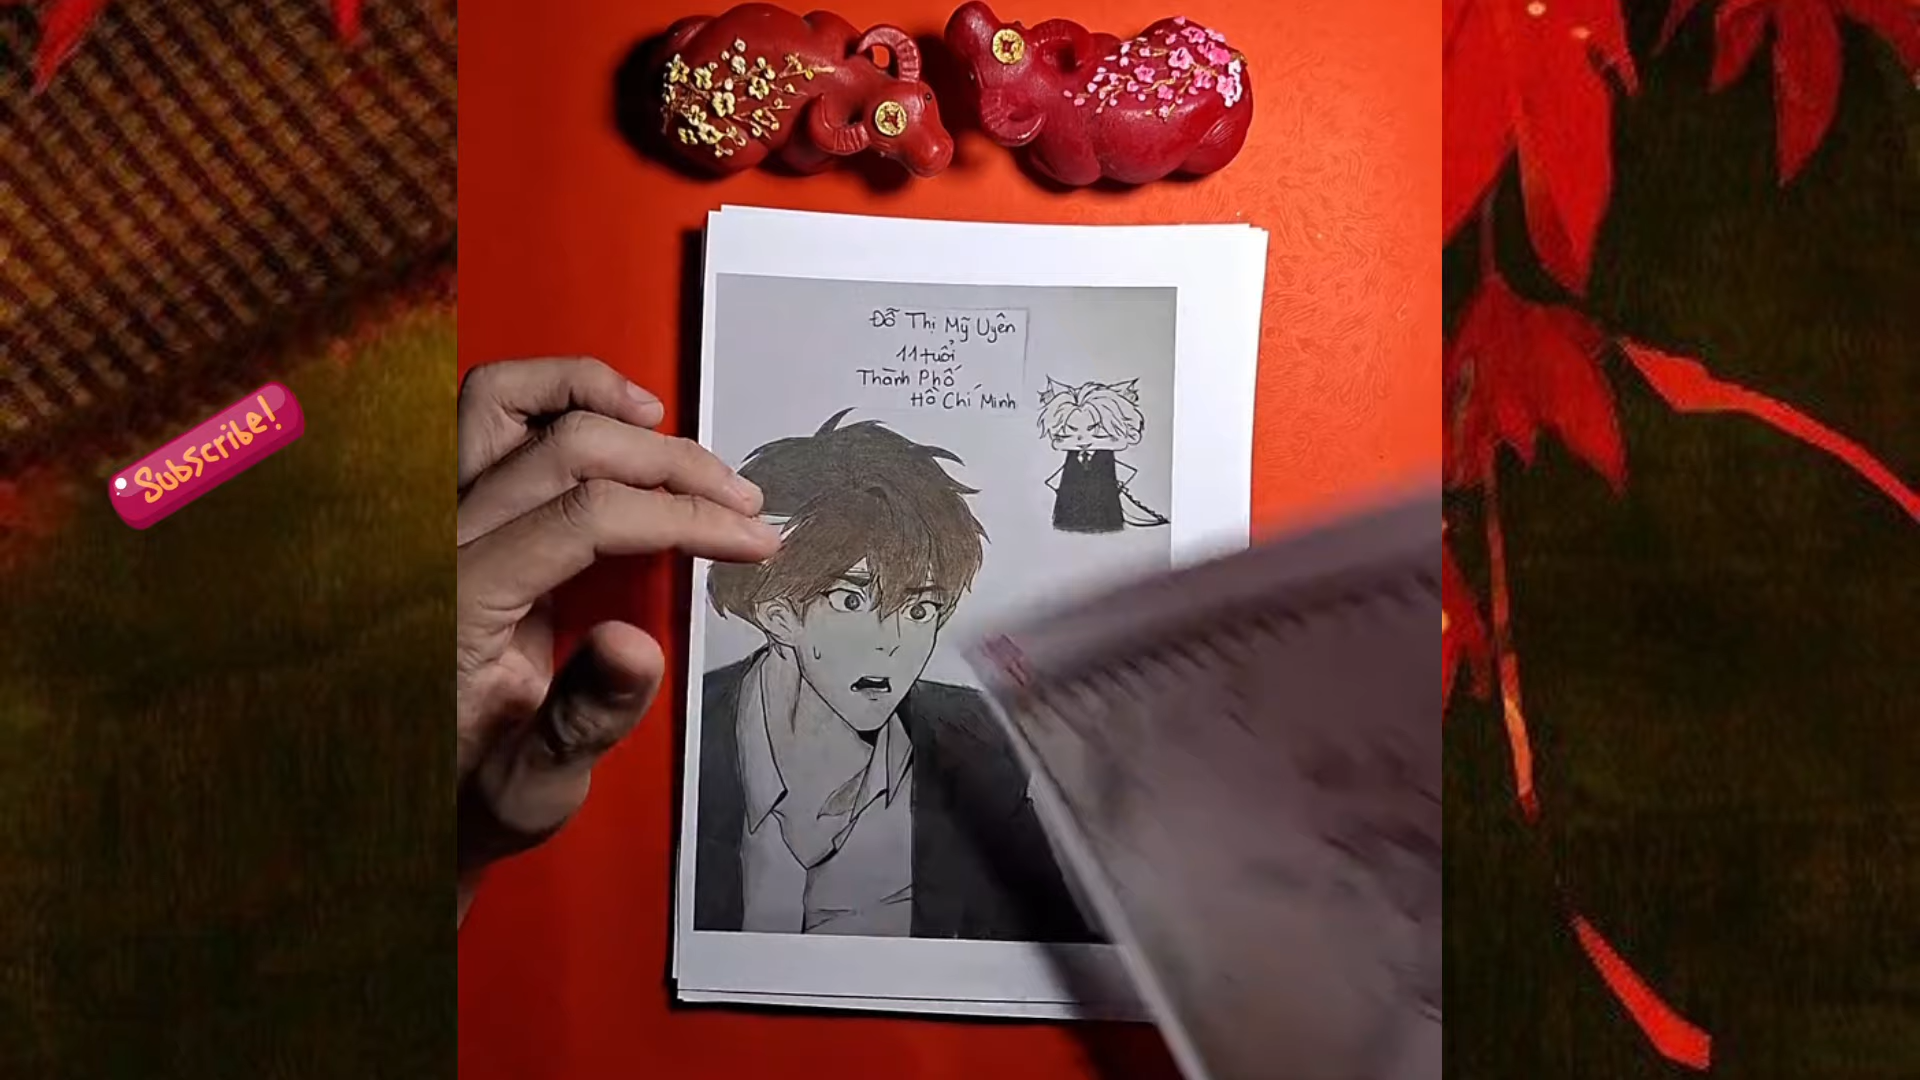 Đỗ Thị Mỹ Uyên
11 tuổi
Thành Phố
Hồ Chí Minh
Subscribe!